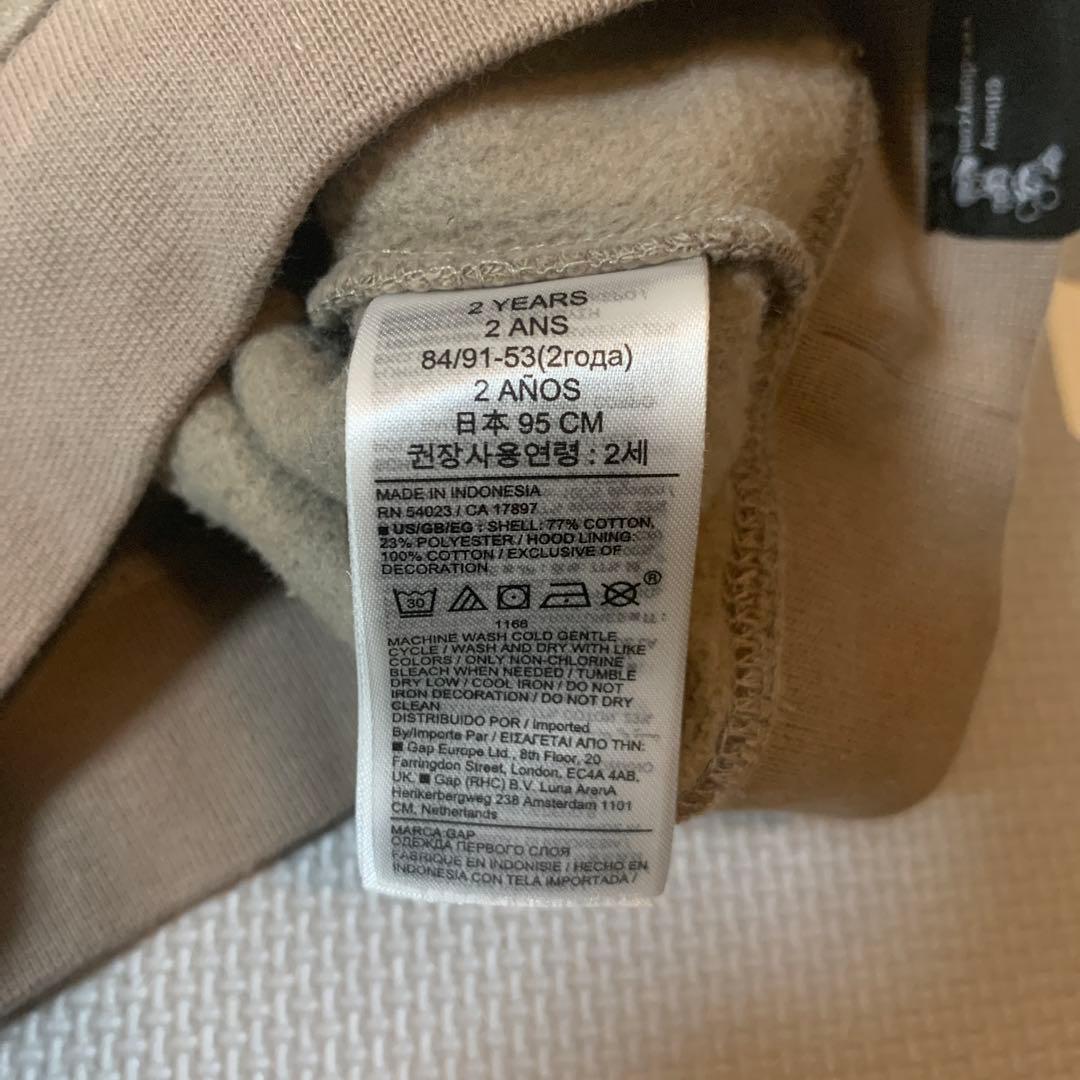 2 YEARS
2 ANS
84/91-53(2года)
2 AÑOS
日本 95 CM
권장사용연령 : 2세
MADE IN INDONESIA
RN 54023 / CA 17897
■ US/GB/EG : SHELL: 77% COTTON,
23% POLYESTER / HOOD LINING:
100% COTTON / EXCLUSIVE OF
DECORATION
30
®
1168
MACHINE WASH COLD GENTLE
CYCLE / WASH AND DRY WITH LIKE
COLORS / ONLY NON-CHLORINE
BLEACH WHEN NEEDED / TUMBLE
DRY LOW / COOL IRON / DO NOT
IRON DECORATION / DO NOT DRY
CLEAN
DISTRIBUIDO POR / Imported
By/Importe Par / ΕΙΣΑΓΕΤΑΙ ΑΠΟ ΤΗΝ:
■ Gap Europe Ltd., 8th Floor, 20
Farringdon Street, London, EC4A 4AB,
UK. ■ Gap (RHC) B.V. Luna ArenA
Herikerbergweg 238 Amsterdam 1101
CM, Netherlands
MARCA:GAP
ОДЕЖДА ПЕРВОГО СЛОЯ
FABRIQUE EN INDONISIE / HECHO EN
INDONESIA CON TELA IMPORTADA /